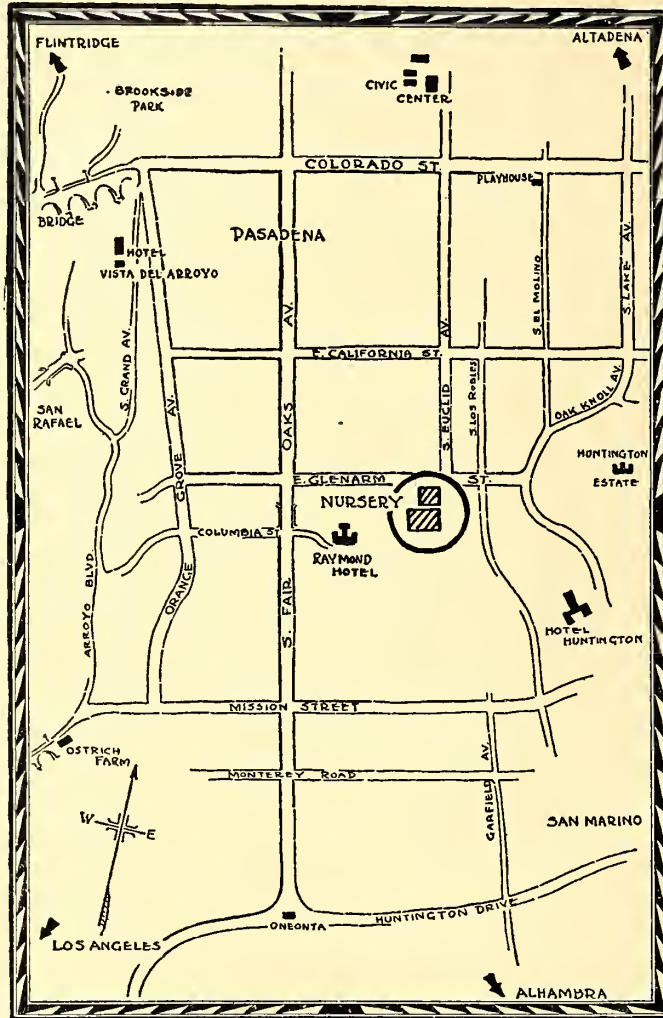 FLINTRIDGE
ALTADENA
BROOKSIDE
PARK
CIVIC
CENTER
COLORADO ST.
PLAYHOUSE
BRIDGE
PASADENA
HOTEL
VISTA DEL ARROYO
S. GRAND AV.
AV.
AV.
S. EL MOLINO
S. LAKE AV.
E. CALIFORNIA ST.
SAN
RAFAEL
GROVE AV.
OAKS
S. EUCLID
S. LOS ROBLES
OAK KNOLL AV.
HUNTINGTON
ESTATE
E. GLENARM ST.
NURSERY
COLUMBIA ST.
RAYMOND
HOTEL
ARROYO BLVD.
ORANGE
S. FAIR
HOTEL
HUNTINGTON
MISSION STREET
OSTRICH
FARM
MONTEREY ROAD
GARFIELD AV.
W E
SAN MARINO
LOS ANGELES
ONEONTA
HUNTINGTON DRIVE
ALHAMBRA